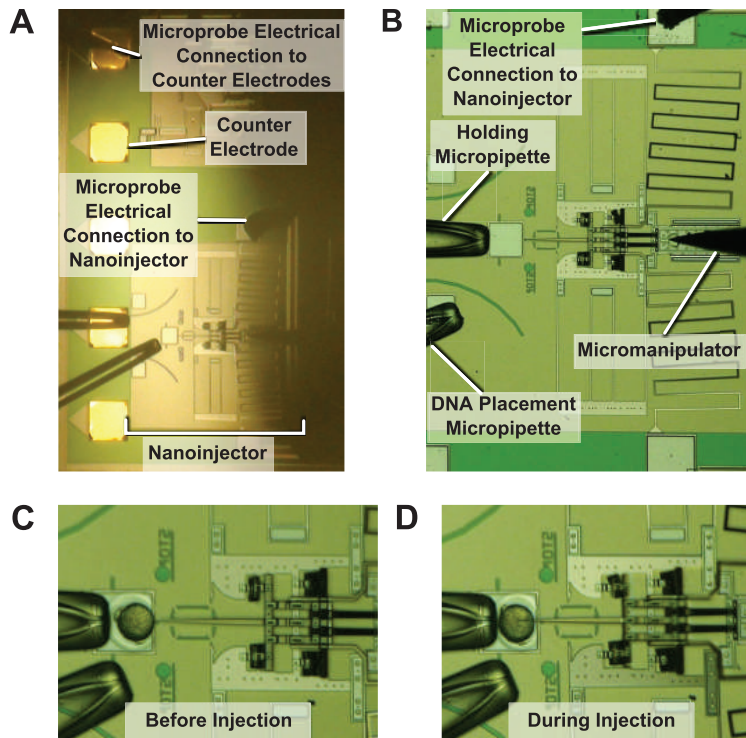 A
Microprobe Electrical
Connection to
Counter Electrodes
Counter
Electrode
Microprobe
Electrical
Connection to
Nanoinjector
Nanoinjector
B
Microprobe
Electrical
Connection to
Nanoinjector
Holding
Micropipette
Micromanipulator
DNA Placement
Micropipette
C
Before Injection
D
During Injection